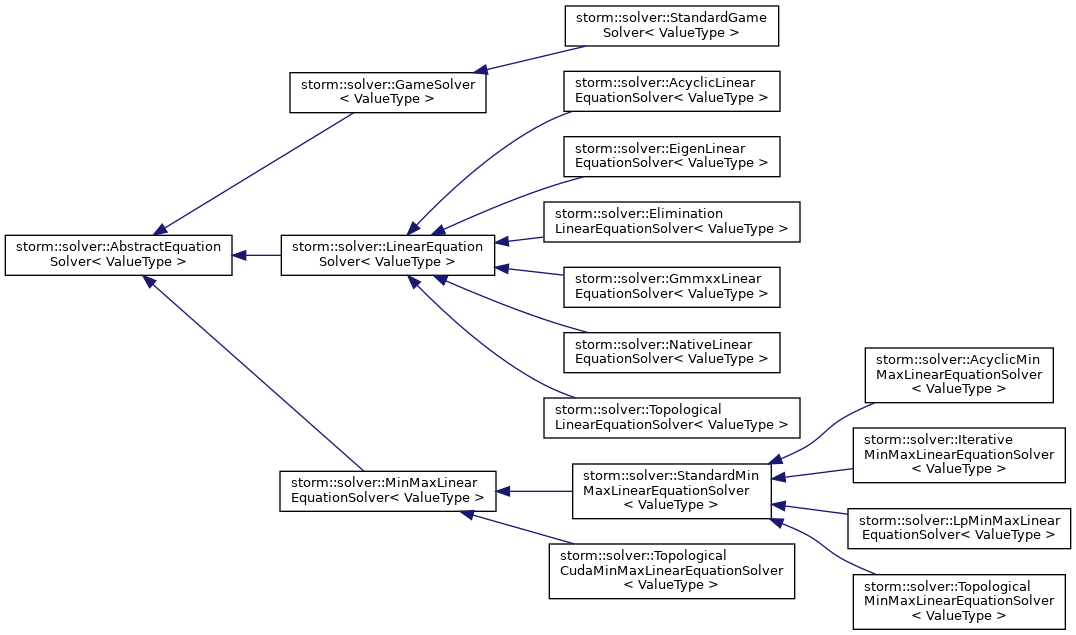 storm::solver::StandardGame
Solver< ValueType >
storm::solver::GameSolver
< ValueType >
storm::solver::AcyclicLinear
EquationSolver< ValueType >
storm::solver::EigenLinear
EquationSolver< ValueType >
storm::solver::Elimination
LinearEquationSolver< ValueType >
storm::solver::AbstractEquation
Solver< ValueType >
storm::solver::LinearEquation
Solver< ValueType >
storm::solver::GmmxxLinear
EquationSolver< ValueType >
storm::solver::NativeLinear
EquationSolver< ValueType >
storm::solver::Topological
LinearEquationSolver< ValueType >
storm::solver::AcyclicMin
MaxLinearEquationSolver
< ValueType >
storm::solver::Iterative
MinMaxLinearEquationSolver
< ValueType >
storm::solver::MinMaxLinear
EquationSolver< ValueType >
storm::solver::StandardMin
MaxLinearEquationSolver
< ValueType >
storm::solver::LpMinMaxLinear
EquationSolver< ValueType >
storm::solver::Topological
CudaMinMaxLinearEquationSolver
< ValueType >
storm::solver::Topological
MinMaxLinearEquationSolver
< ValueType >